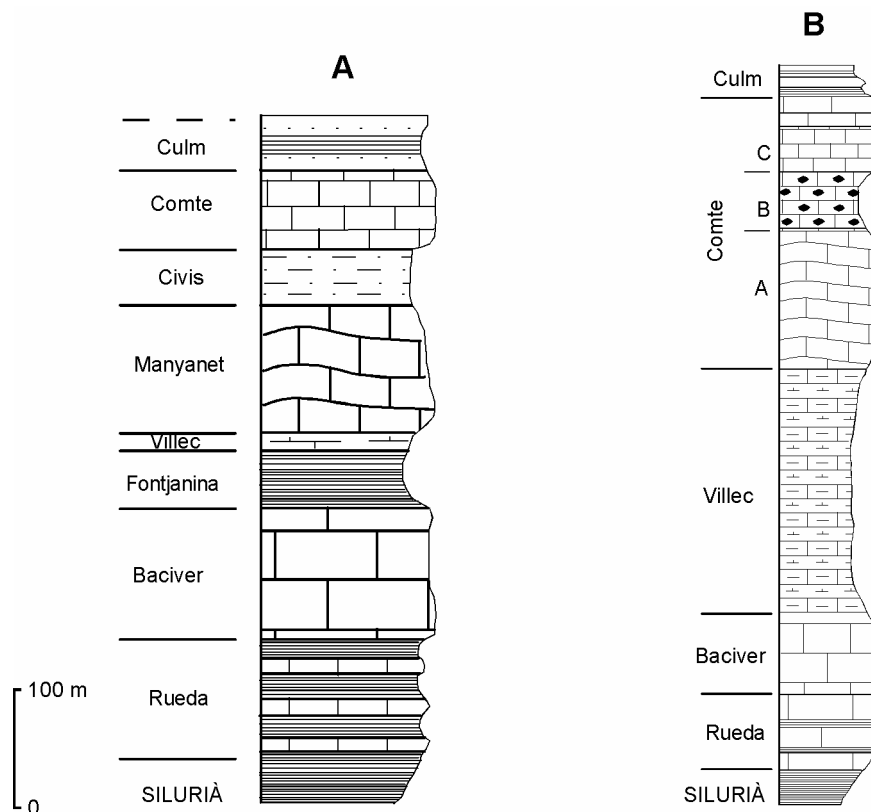 A
Culm
Comte
Civis
Manyanet
Villec
Fontjanina
Baciver
Rueda
SILURIÀ
100 m
0
B
Culm
C
B
A
Comte
Villec
Baciver
Rueda
SILURIÀ